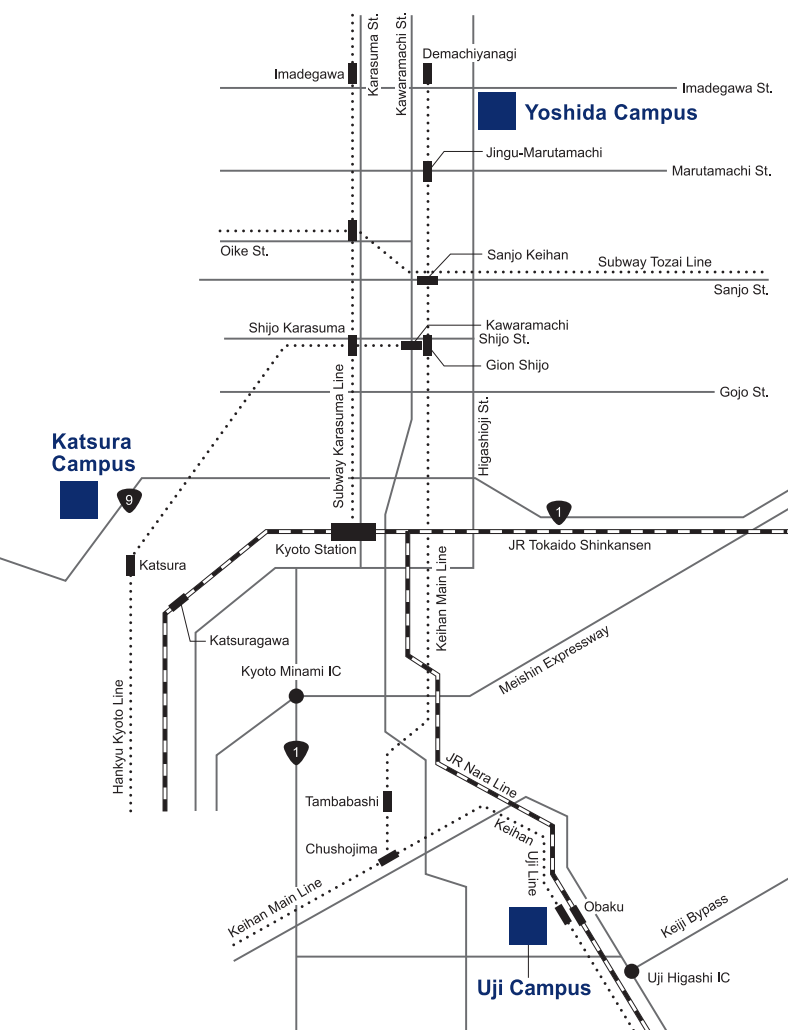 Karasuma St.
Kawaramachi St.
Demachiyanagi
Imadegawa
Imadegawa St.
Yoshida Campus
Jingu-Marutamachi
Marutamachi St.
Oike St.
Sanjo Keihan
Subway Tozai Line
Sanjo St.
Shijo Karasuma
Kawaramachi
Shijo St.
Gion Shijo
Gojo St.
Subway Karasuma Line
Higashioji St.
Katsura
Campus
9
1
Kyoto Station
JR Tokaido Shinkansen
Katsura
Keihan Main Line
Katsuragawa
Meishin Expressway
Kyoto Minami IC
Hankyu Kyoto Line
1
JR Nara Line
Tambabashi
Keihan
Uji Line
Chushojima
Keihan Main Line
Obaku
Keiji Bypass
Uji Higashi IC
Uji Campus